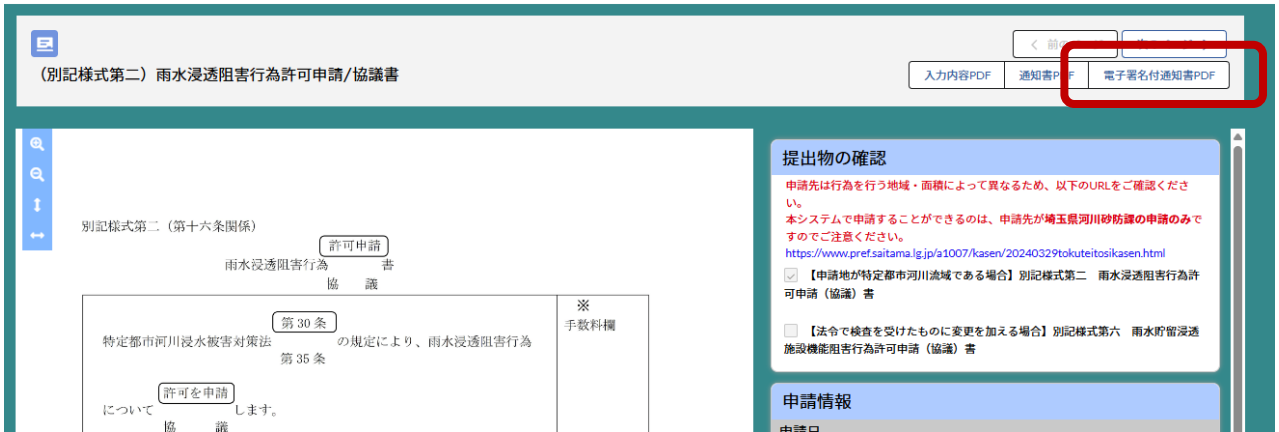 （別記様式第二）雨水浸透阻害行為許可申請/協議書
入力内容PDF
通知書PDF
電子署名付通知書PDF
別記様式第二（第十六条関係）
許可申請
雨水浸透阻害行為　　　　書
協　　議
※
手数料欄
第 30 条
特定都市河川浸水被害対策法　　　　の規定により、雨水浸透阻害行為
第 35 条
許可を申請
について　　　　　　します。
協　　議
提出物の確認
申請先は行為を行う地域・面積によって異なるため、以下のURLをご確認くださ
い。
本システムで申請することができるのは、申請先が埼玉県河川砂防課の申請のみで
すのでご注意ください。
https://www.pref.saitama.lg.jp/a1007/kasen/20240329tokuteitosikasen.html
【申請地が特定都市河川流域である場合】別記様式第二　雨水浸透阻害行為許
可申請（協議）書
【法令で検査を受けたものに変更を加える場合】別記様式第六　雨水貯留浸透
施設機能阻害行為許可申請（協議）書
申請情報
申請日